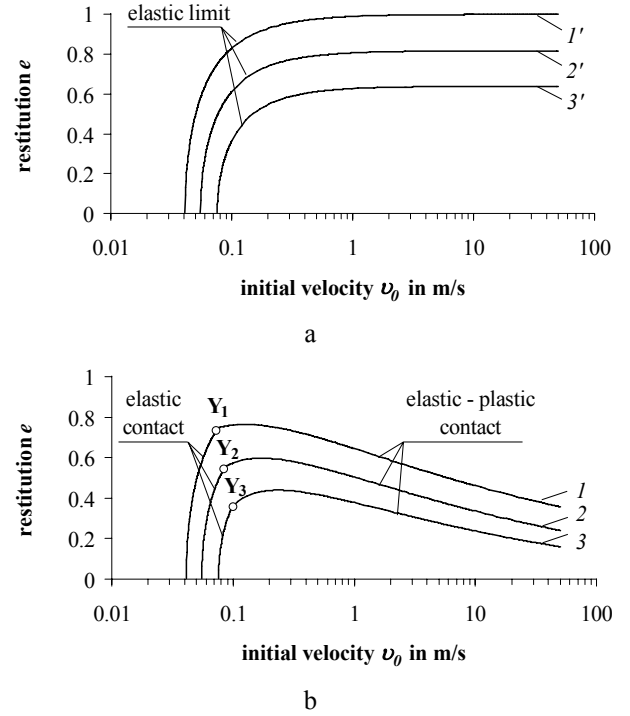 elastic limit
restitution e
1
0.8
0.6
0.4
0.2
0
0.01
0.1
1
10
100
1'
2'
3'
initial velocity υ0 in m/s
a
restitution e
1
0.8
0.6
0.4
0.2
0
elastic
contact
Y1
Y2
Y3
elastic - plastic
contact
1
2
3
0.01
0.1
1
10
100
initial velocity υ0 in m/s
b